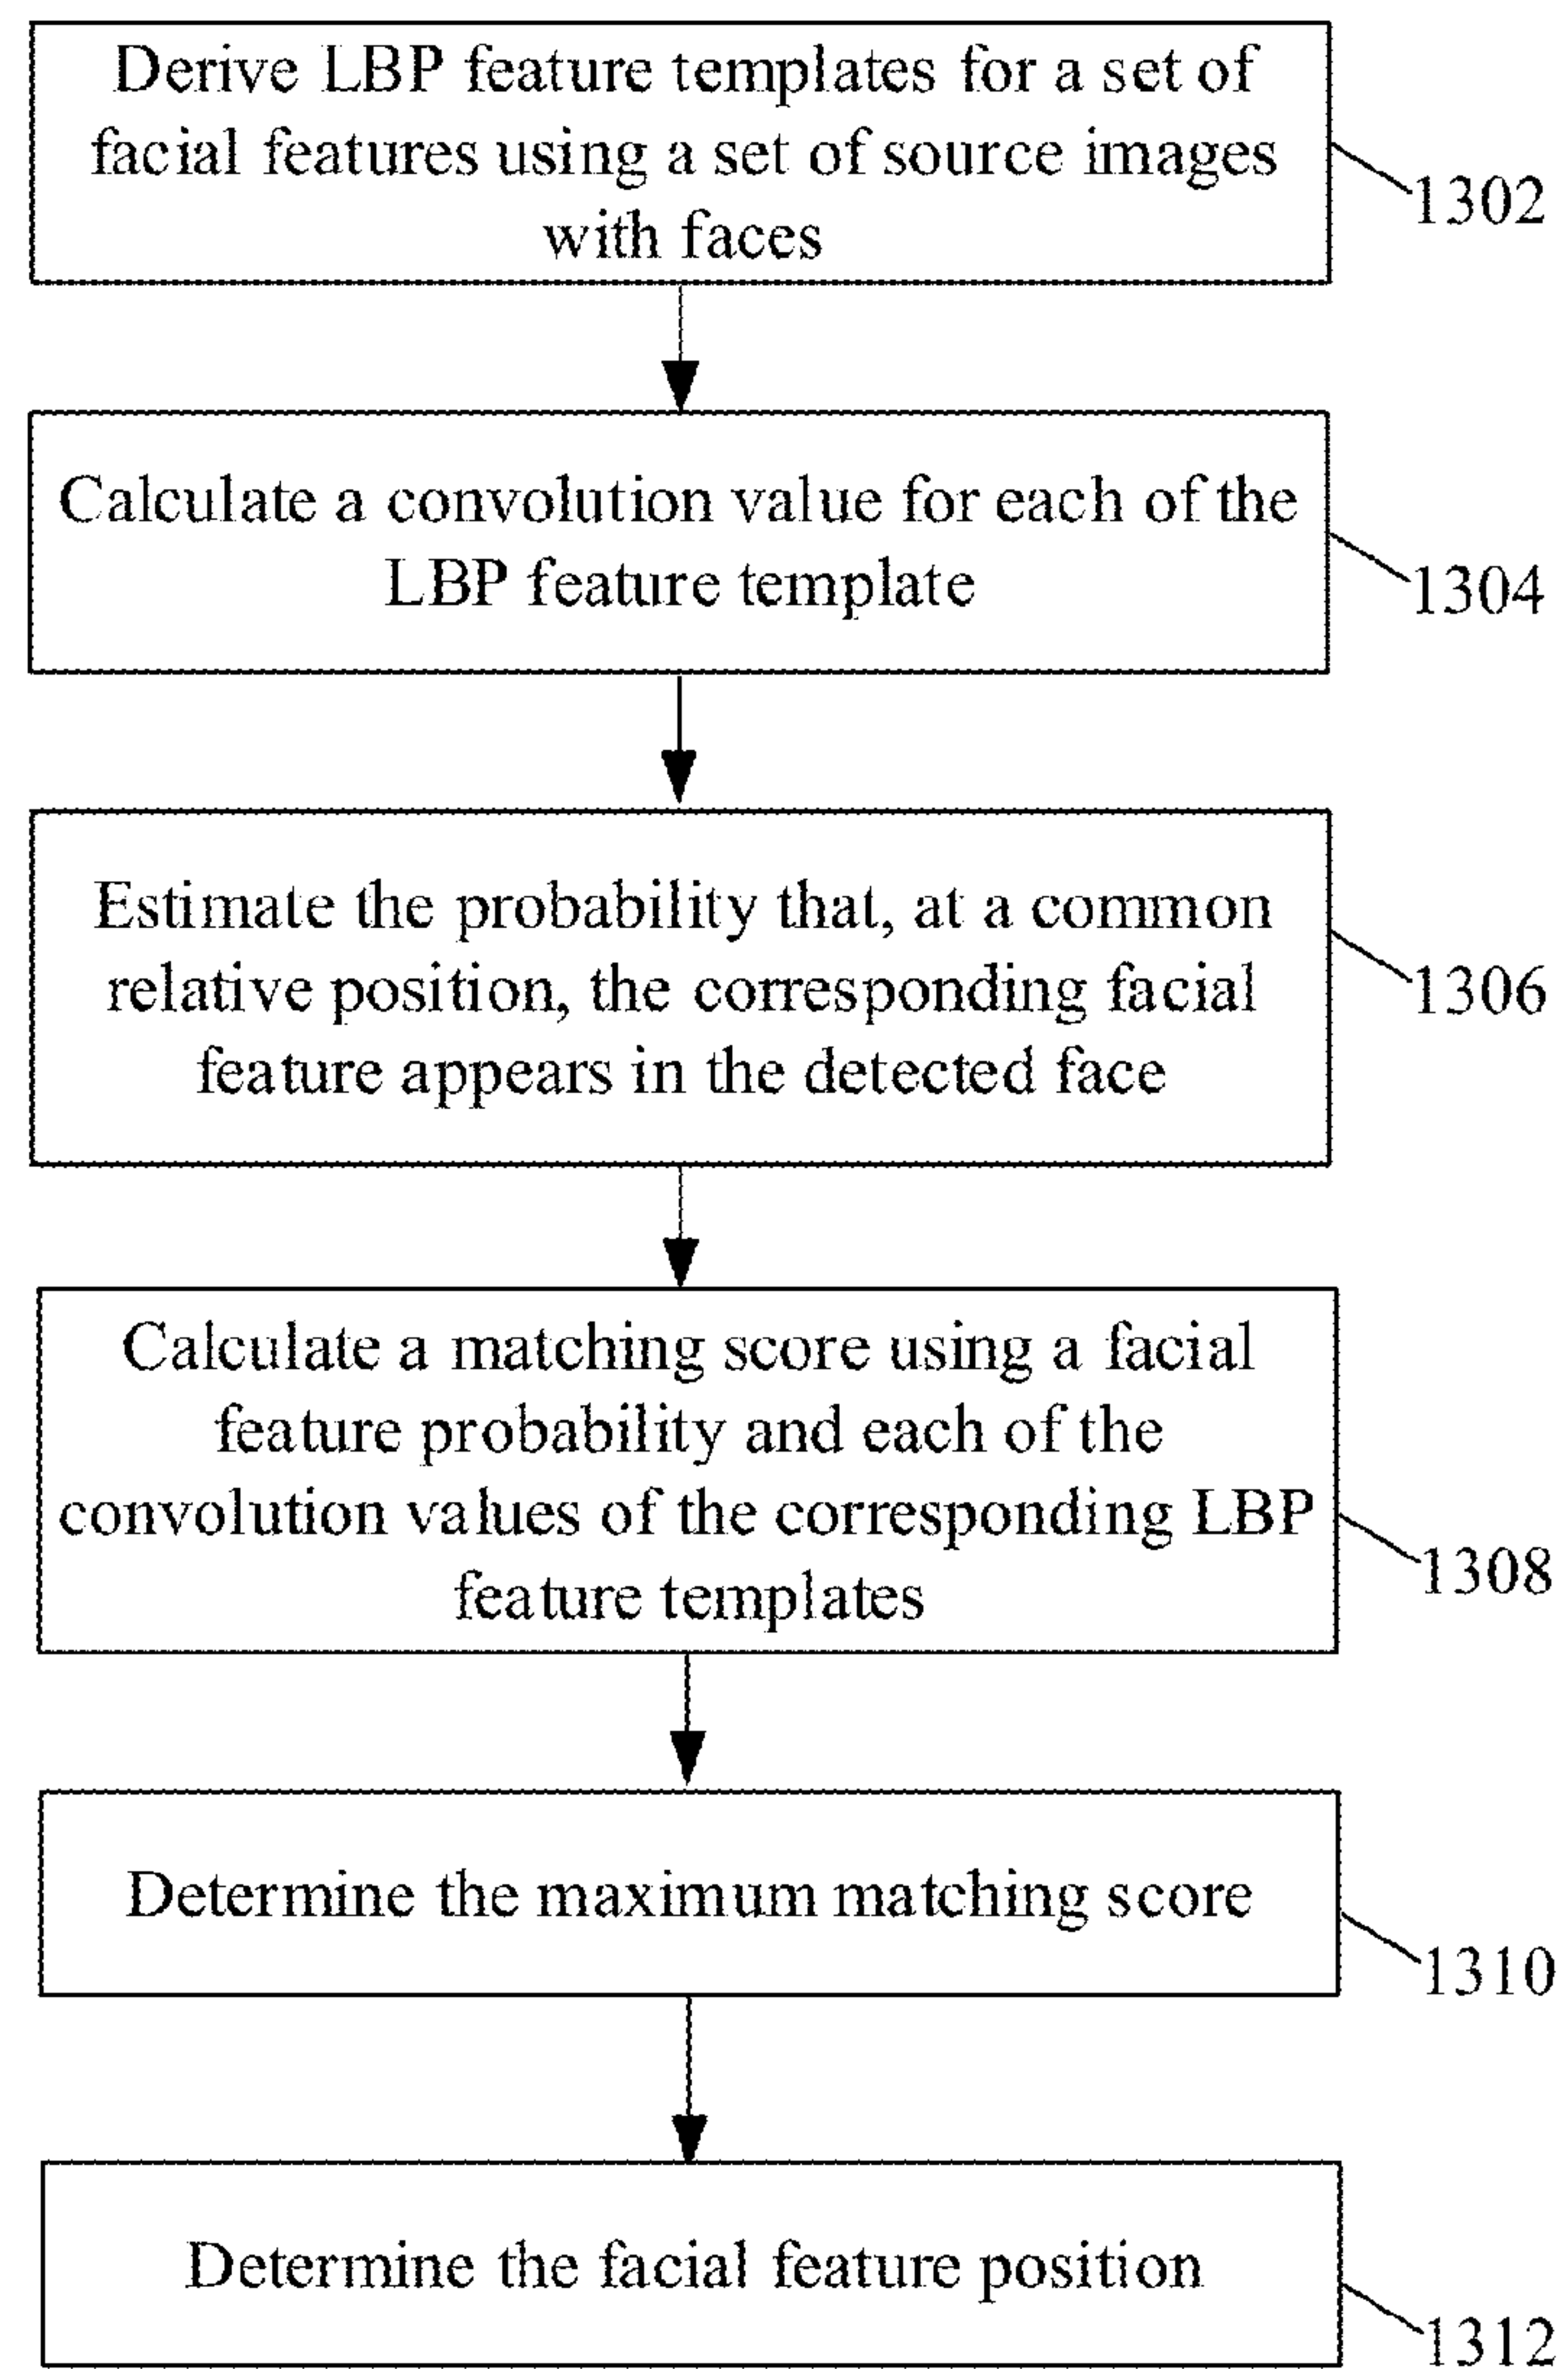 Derive LBP feature templates for a set of
facial features using a set of source images
with faces
1302
Calculate a convolution value for each of the
LBP feature template
1304
Estimate the probability that, at a common
relative position, the corresponding facial
feature appears in the detected face
1306
Calculate a matching score using a facial
feature probability and each of the
convolution values of the corresponding LBP
feature templates
1308
Determine the maximum matching score
1310
Determine the facial feature position
1312